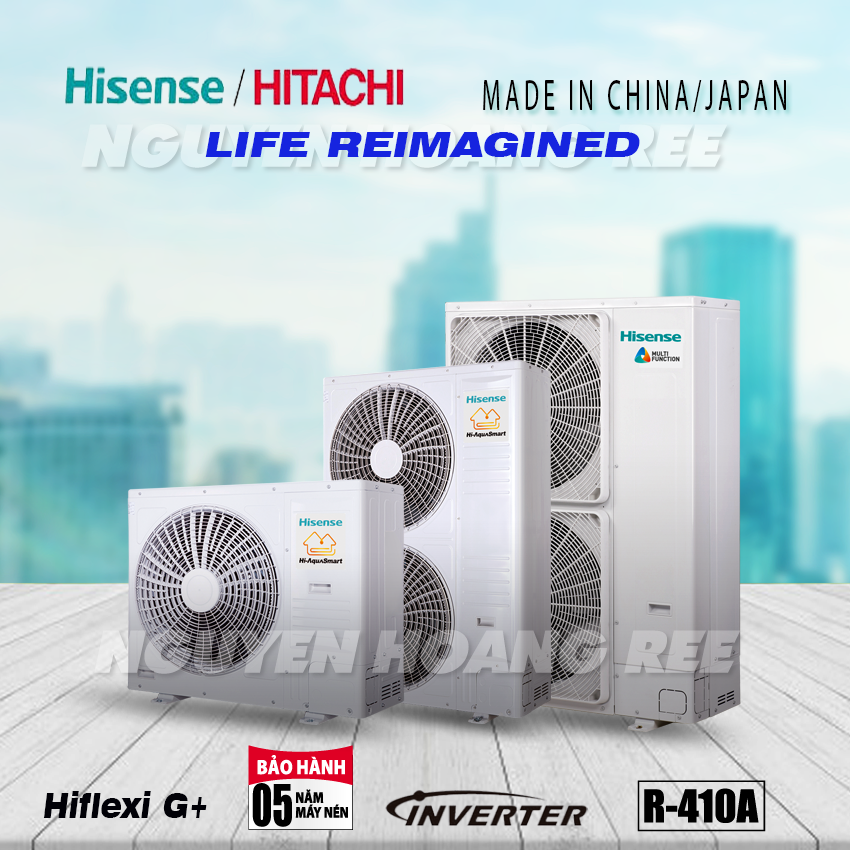 Hisense / HITACHI
MADE IN CHINA/JAPAN
NGUYEN HOANG REE
LIFE REIMAGINED
Hisense
MULTI
FUNCTION
Hisense
Hi-AquaSmart
Hisense
Hi-AquaSmart
NGUYEN HOANG REE
Hiflexi G+
BẢO HÀNH
05 NĂM
MÁY NÉN
INVERTER
R-410A